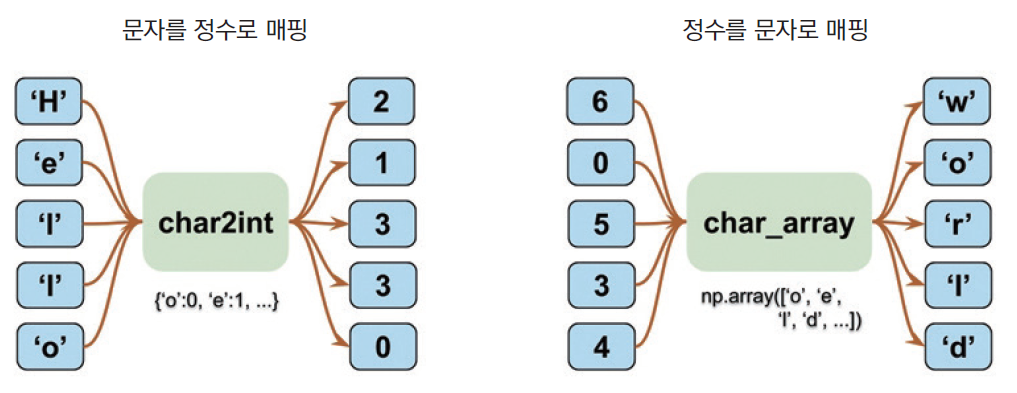 문자를 정수로 매핑
‘H’
‘e’
‘l’
‘l’
‘o’
char2int
{‘o’:0, ‘e’:1, ...}
2
1
3
3
0
정수를 문자로 매핑
6
0
5
3
4
char_array
np.array([‘o’, ‘e’,
‘l’, ‘d’, ...])
‘w’
‘o’
‘r’
‘l’
‘d’